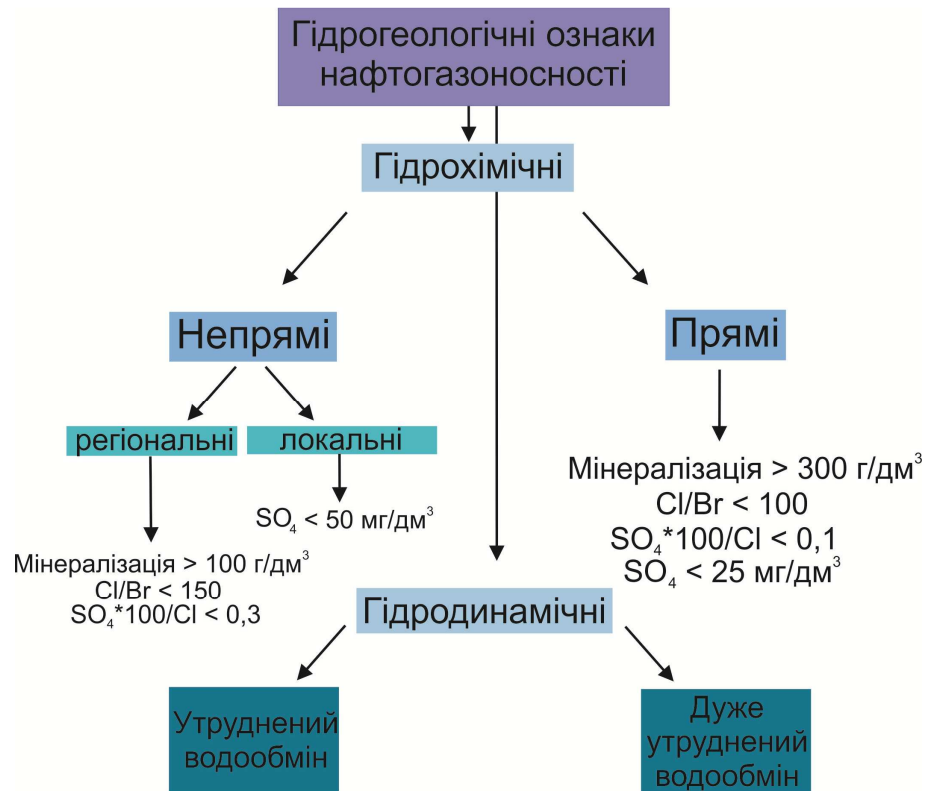 Гідрогеологічні ознаки
нафтогазоносності
Гідрохімічні
Непрямі
Прямі
регіональні
локальні
Мінералізація > 300 г/дм³
Cl/Br < 100
SO₄*100/Cl < 0,1
SO₄ < 25 мг/дм³
SO₄ < 50 мг/дм³
Мінералізація > 100 г/дм³
Cl/Br < 150
SO₄*100/Cl < 0,3
Гідродинамічні
Утруднений
водообмін
Дуже
утруднений
водообмін